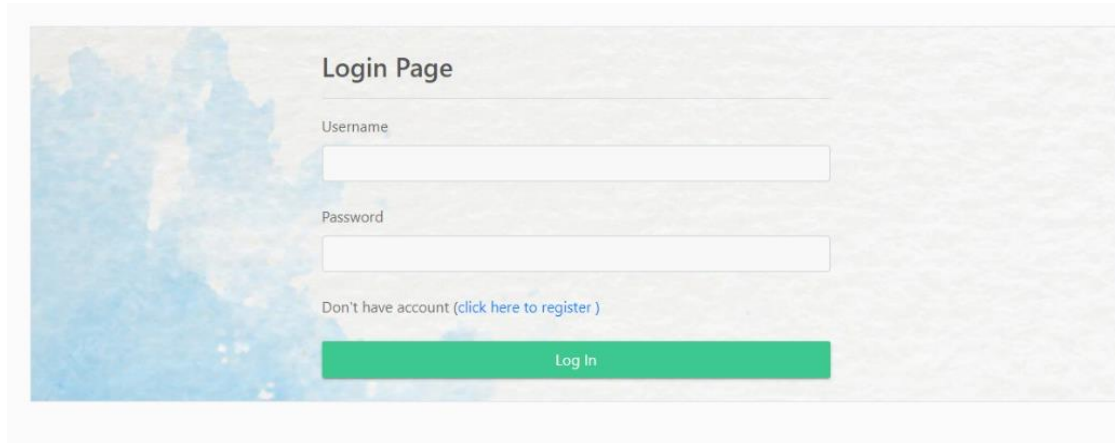 Login Page
Username
Password
Don't have account (click here to register )
Log In